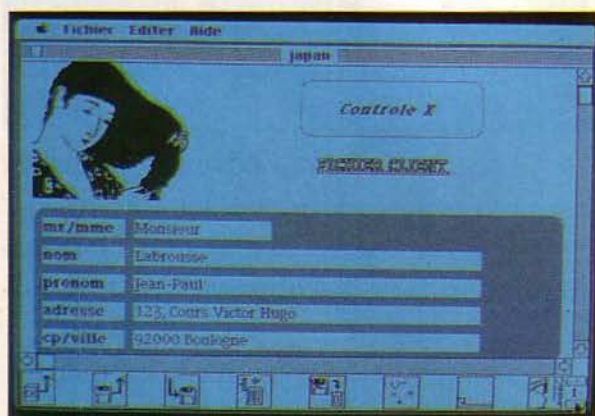 Fichier Editer Aide
japan
Controle X
FICHIER CLIENT
mr/mme Monsieur
nom Labrousse
prenom Jean-Paul
adresse 123, Cours Victor Hugo
cp/ville 92000 Boulogne